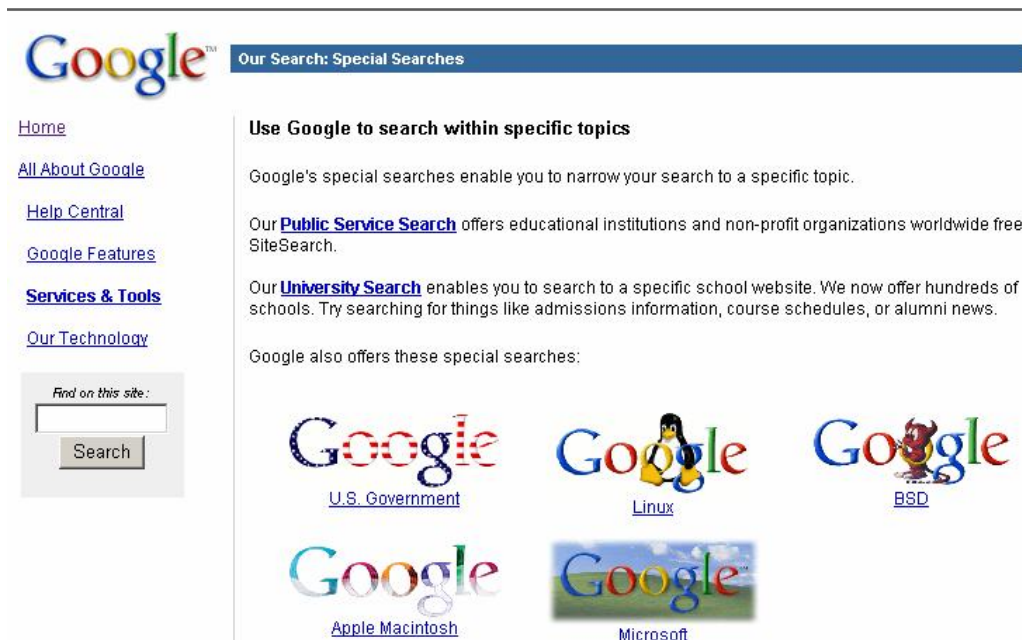 Google™
Our Search: Special Searches
Home
All About Google
Help Central
Google Features
Services & Tools
Our Technology
Find on this site:
Search
Use Google to search within specific topics
Google's special searches enable you to narrow your search to a specific topic.
Our Public Service Search offers educational institutions and non-profit organizations worldwide free
SiteSearch.
Our University Search enables you to search to a specific school website. We now offer hundreds of
schools. Try searching for things like admissions information, course schedules, or alumni news.
Google also offers these special searches:
Google
U.S. Government
Google
Linux
Google
BSD
Google
Apple Macintosh
Google™
Microsoft